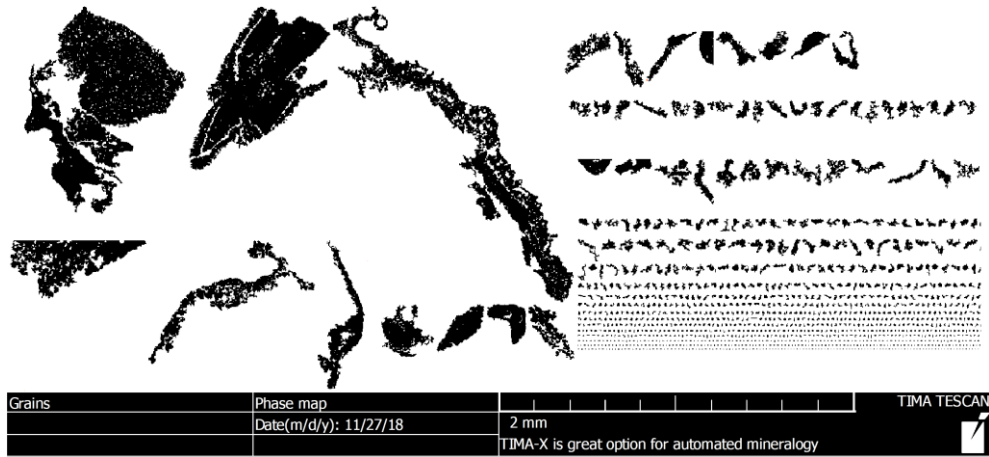 Grains
Phase map
TIMA TESCAN
Date(m/d/y): 11/27/18
2 mm
TIMA-X is great option for automated mineralogy